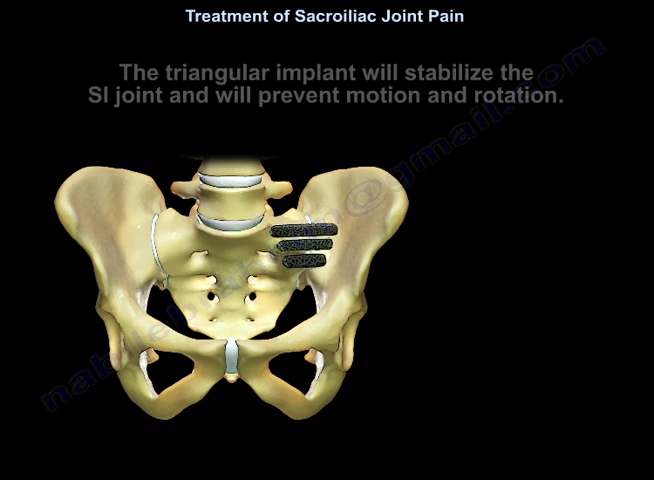 Treatment of Sacroiliac Joint Pain
The triangular implant will stabilize the
SI joint and will prevent motion and rotation.